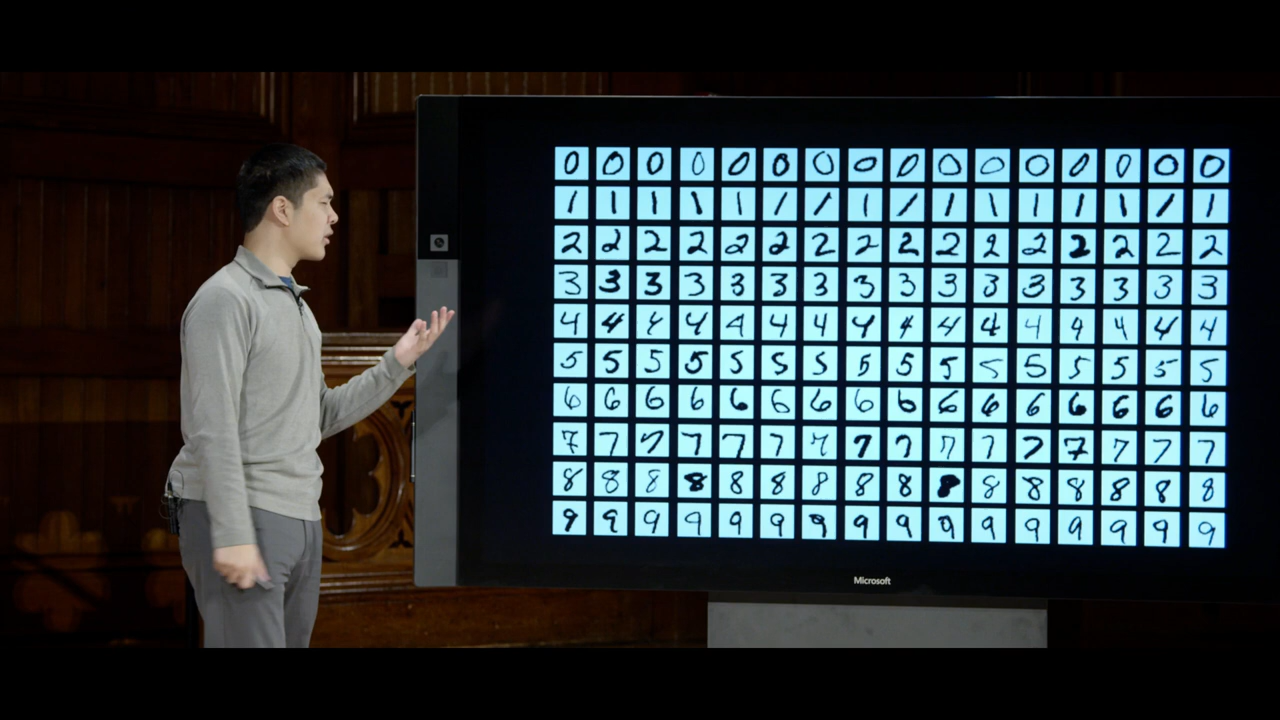 0 0 0 0 0 0 0 0 0 0 0 0 0 0 0 0
1 1 1 1 1 1 1 1 1 1 1 1 1 1 1 1
2 2 2 2 2 2 2 2 2 2 2 2 2 2 2 2
3 3 3 3 3 3 3 3 3 3 3 3 3 3 3 3
4 4 4 4 4 4 4 4 4 4 4 4 4 4 4 4
5 5 5 5 5 5 5 5 5 5 5 5 5 5 5 5
6 6 6 6 6 6 6 6 6 6 6 6 6 6 6 6
7 7 7 7 7 7 7 7 7 7 7 7 7 7 7 7
8 8 8 8 8 8 8 8 8 8 8 8 8 8 8 8
9 9 9 9 9 9 9 9 9 9 9 9 9 9 9 9
Microsoft